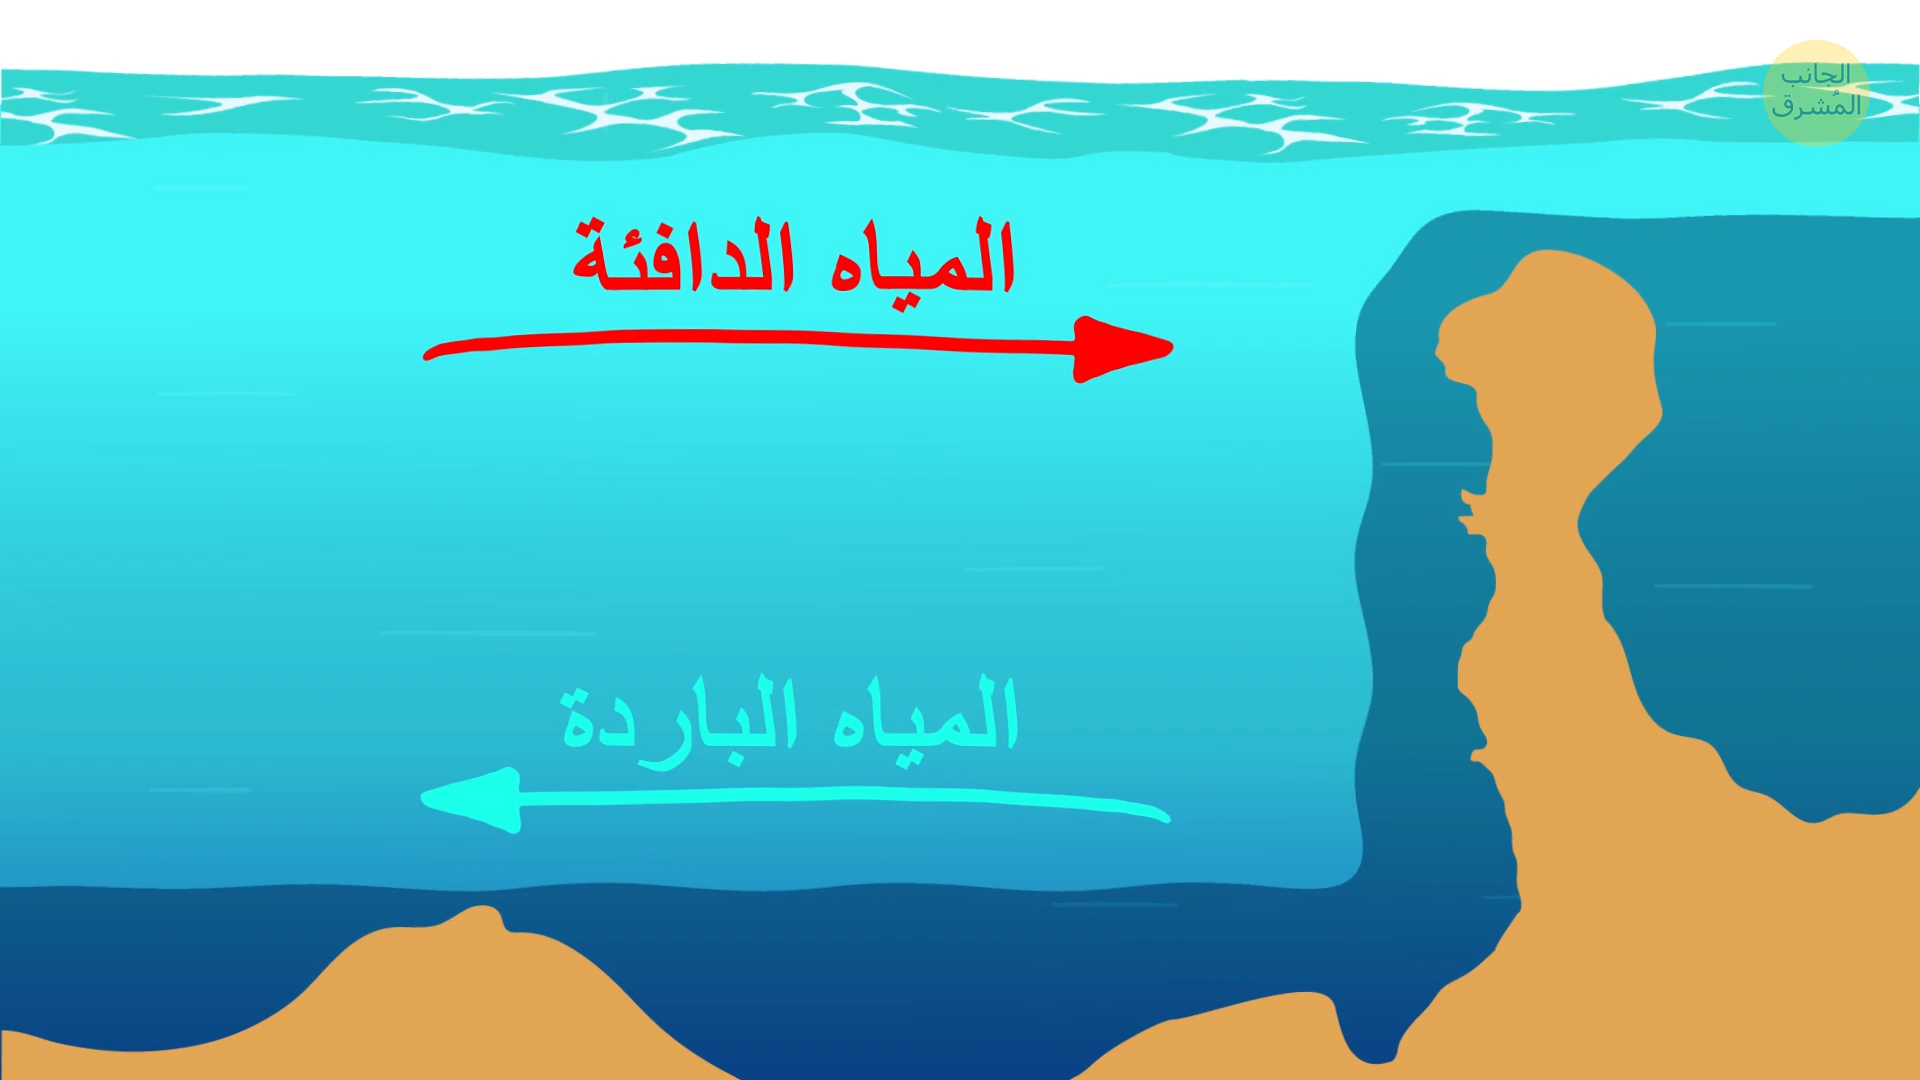 الجانب
المُشرق
المياه الدافئة
المياه الباردة